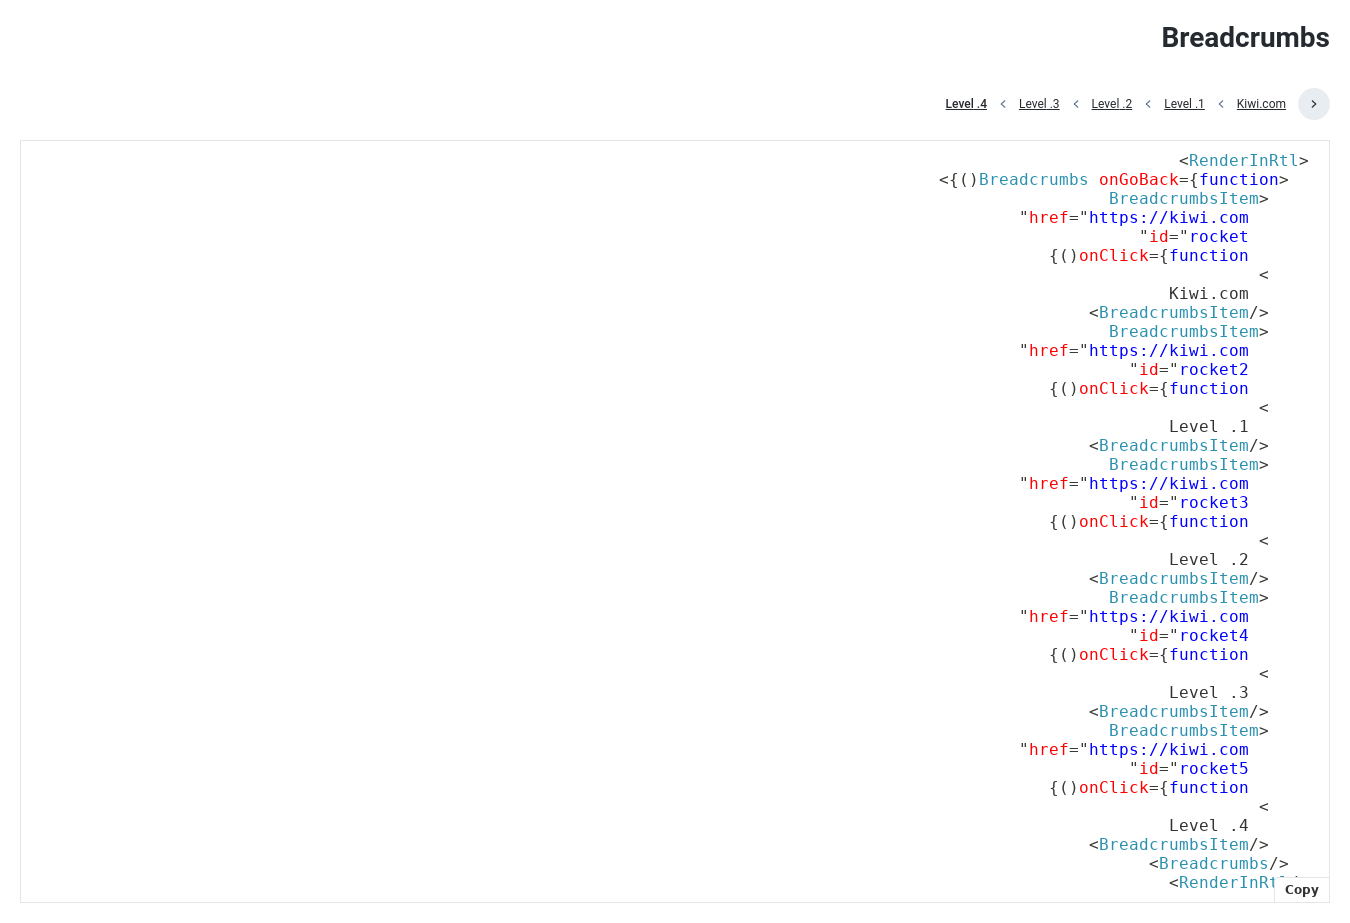 Breadcrumbs
Level .4 < Level .3 < Level .2 < Level .1 < Kiwi.com >
<RenderInRtl>
<{()Breadcrumbs onGoBack={function>
BreadcrumbsItem>
"href="https://kiwi.com
"id="rocket
{()onClick={function
<
Kiwi.com
<BreadcrumbsItem/>
BreadcrumbsItem>
"href="https://kiwi.com
"id="rocket2
{()onClick={function
<
Level .1
<BreadcrumbsItem/>
BreadcrumbsItem>
"href="https://kiwi.com
"id="rocket3
{()onClick={function
<
Level .2
<BreadcrumbsItem/>
BreadcrumbsItem>
"href="https://kiwi.com
"id="rocket4
{()onClick={function
<
Level .3
<BreadcrumbsItem/>
BreadcrumbsItem>
"href="https://kiwi.com
"id="rocket5
{()onClick={function
<
Level .4
<BreadcrumbsItem/>
<Breadcrumbs/>
<RenderInRtl
Copy